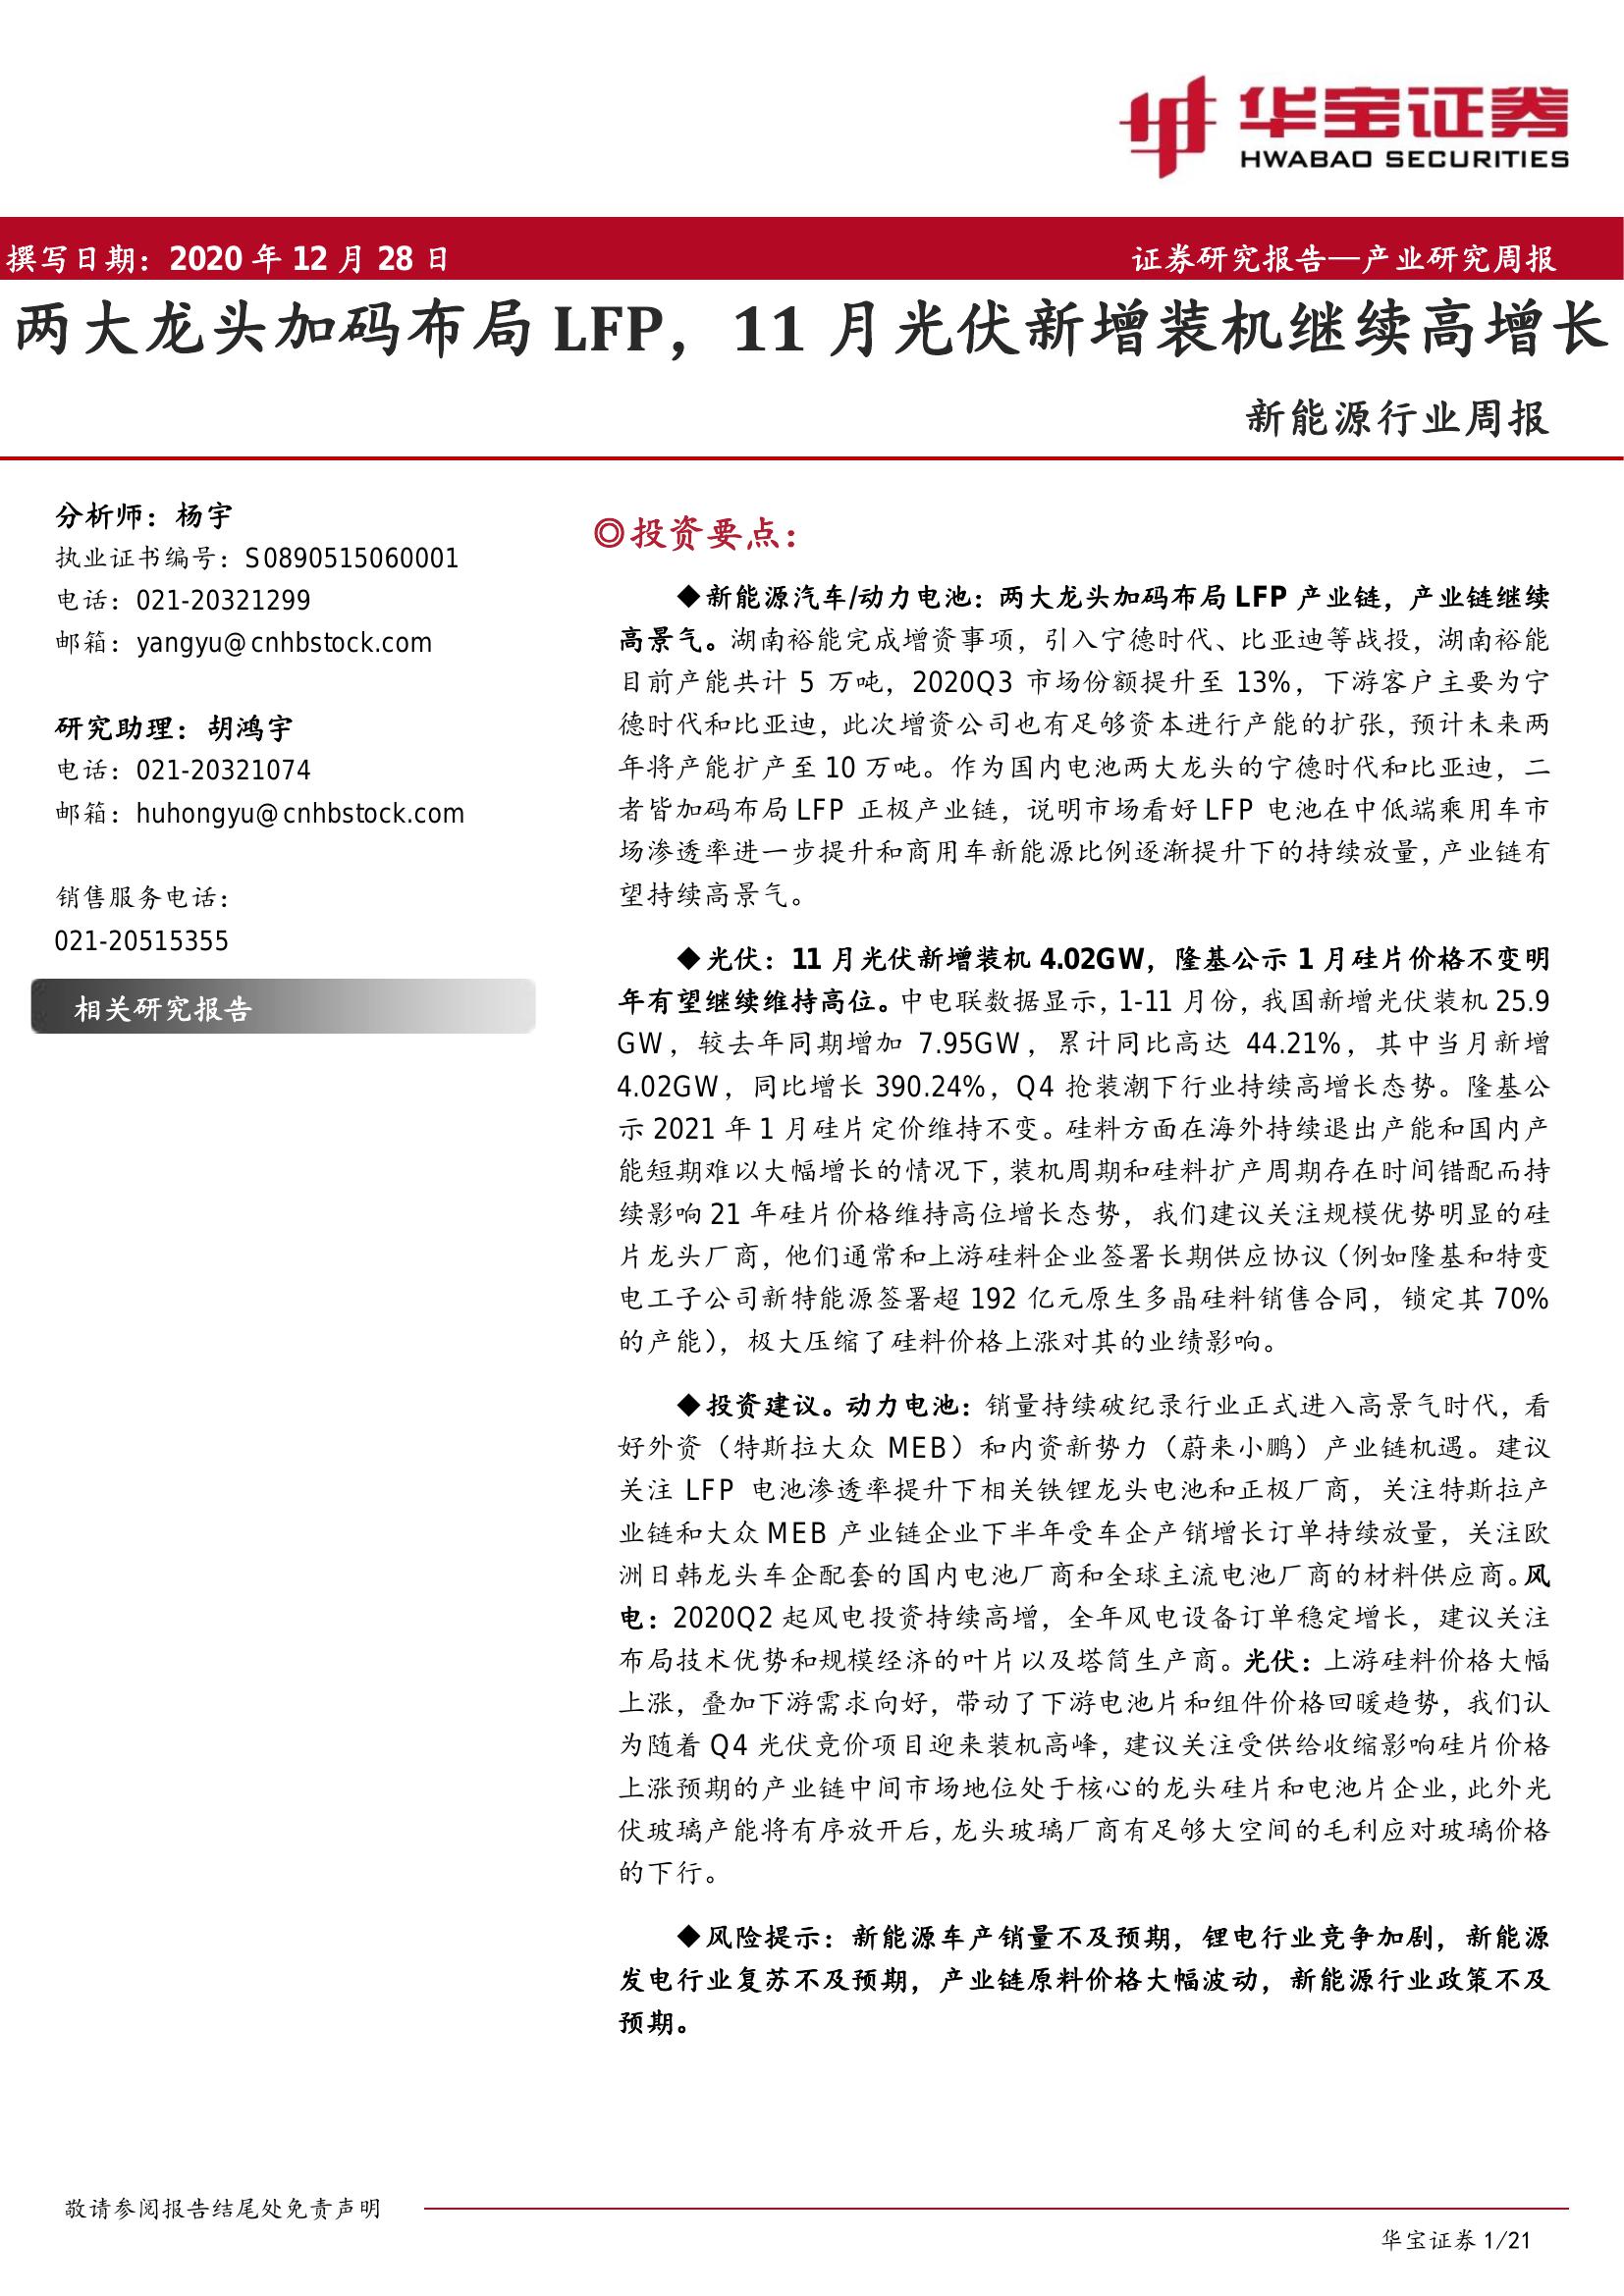 华宝证券
HWABAO SECURITIES
撰写日期：2020 年 12 月 28 日
证券研究报告—产业研究周报
两大龙头加码布局 LFP，11 月光伏新增装机继续高增长
新能源行业周报
分析师：杨宇
执业证书编号：S0890515060001
电话：021-20321299
邮箱：yangyu@cnhbstock.com
研究助理：胡鸿宇
电话：021-20321074
邮箱：huhongyu@cnhbstock.com
销售服务电话：
021-20515355
相关研究报告
◎投资要点：
◆新能源汽车/动力电池：两大龙头加码布局 LFP 产业链，产业链继续
高景气。湖南裕能完成增资事项，引入宁德时代、比亚迪等战投，湖南裕能
目前产能共计 5 万吨，2020Q3 市场份额提升至 13%，下游客户主要为宁
德时代和比亚迪，此次增资公司也有足够资本进行产能的扩张，预计未来两
年将产能扩产至 10 万吨。作为国内电池两大龙头的宁德时代和比亚迪，二
者皆加码布局 LFP 正极产业链，说明市场看好 LFP 电池在中低端乘用车市
场渗透率进一步提升和商用车新能源比例逐渐提升下的持续放量，产业链有
望持续高景气。
◆光伏：11 月光伏新增装机 4.02GW，隆基公示 1 月硅片价格不变明
年有望继续维持高位。中电联数据显示，1-11 月份，我国新增光伏装机 25.9
GW，较去年同期增加 7.95GW，累计同比高达 44.21%，其中当月新增
4.02GW，同比增长 390.24%，Q4 抢装潮下行业持续高增长态势。隆基公
示 2021 年 1 月硅片定价维持不变。硅料方面在海外持续退出产能和国内产
能短期难以大幅增长的情况下，装机周期和硅料扩产周期存在时间错配而持
续影响 21 年硅片价格维持高位增长态势，我们建议关注规模优势明显的硅
片龙头厂商，他们通常和上游硅料企业签署长期供应协议（例如隆基和特变
电工子公司新特能源签署超 192 亿元原生多晶硅料销售合同，锁定其 70%
的产能），极大压缩了硅料价格上涨对其的业绩影响。
◆投资建议。动力电池：销量持续破纪录行业正式进入高景气时代，看
好外资（特斯拉大众 MEB）和内资新势力（蔚来小鹏）产业链机遇。建议
关注 LFP 电池渗透率提升下相关铁锂龙头电池和正极厂商，关注特斯拉产
业链和大众 MEB 产业链企业下半年受车企产销增长订单持续放量，关注欧
洲日韩龙头车企配套的国内电池厂商和全球主流电池厂商的材料供应商。风
电：2020Q2 起风电投资持续高增，全年风电设备订单稳定增长，建议关注
布局技术优势和规模经济的叶片以及塔筒生产商。光伏：上游硅料价格大幅
上涨，叠加下游需求向好，带动了下游电池片和组件价格回暖趋势，我们认
为随着 Q4 光伏竞价项目迎来装机高峰，建议关注受供给收缩影响硅片价格
上涨预期的产业链中间市场地位处于核心的龙头硅片和电池片企业，此外光
伏玻璃产能将有序放开后，龙头玻璃厂商有足够大空间的毛利应对玻璃价格
的下行。
◆风险提示：新能源车产销量不及预期，锂电行业竞争加剧，新能源
发电行业复苏不及预期，产业链原料价格大幅波动，新能源行业政策不及
预期。
敬请参阅报告结尾处免责声明
华宝证券 1/21